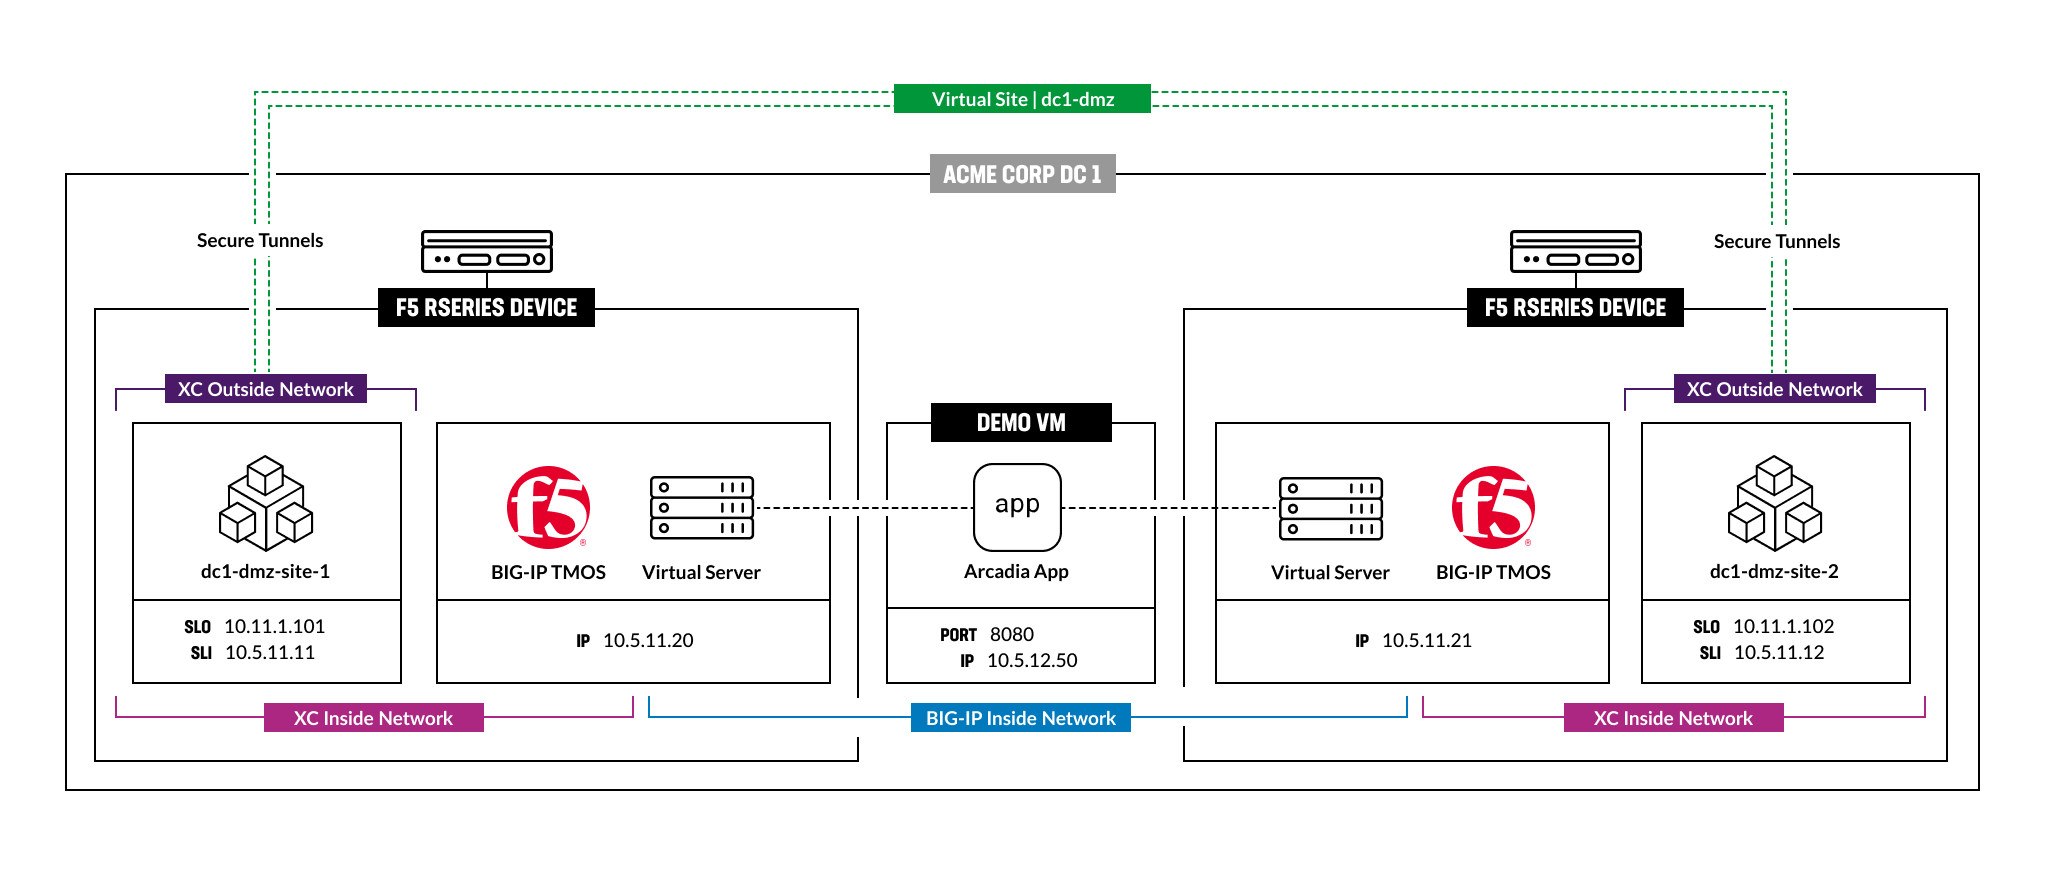 Virtual Site | dc1-dmz
ACME CORP DC 1
Secure Tunnels
Secure Tunnels
F5 RSERIES DEVICE
F5 RSERIES DEVICE
XC Outside Network
XC Outside Network
DEMO VM
f5
®
app
f5
®
dc1-dmz-site-1
BIG-IP TMOS
Virtual Server
Arcadia App
Virtual Server
BIG-IP TMOS
dc1-dmz-site-2
SLO 10.11.1.101
SLI 10.5.11.11
IP 10.5.11.20
PORT 8080
IP 10.5.12.50
IP 10.5.11.21
SLO 10.11.1.102
SLI 10.5.11.12
XC Inside Network
BIG-IP Inside Network
XC Inside Network